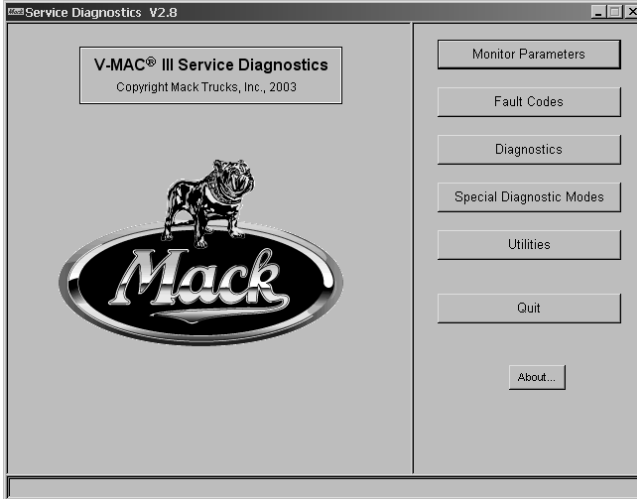 Service Diagnostics V2.8
V-MAC® III Service Diagnostics
Copyright Mack Trucks, Inc., 2003
Mack
Monitor Parameters
Fault Codes
Diagnostics
Special Diagnostic Modes
Utilities
Quit
About...